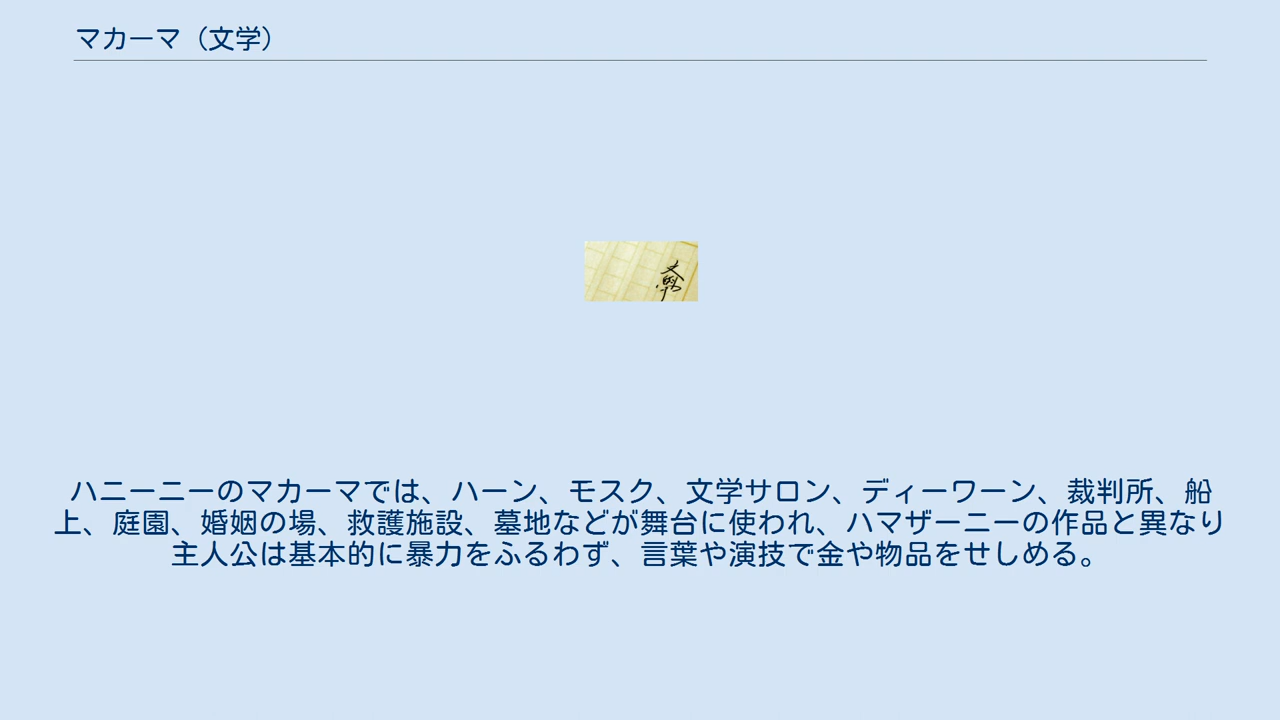 マカーマ（文学）
文学
ハニーニーのマカーマでは、ハーン、モスク、文学サロン、ディーワーン、裁判所、船
上、庭園、婚姻の場、救護施設、墓地などが舞台に使われ、ハマザーニーの作品と異なり
主人公は基本的に暴力をふるわず、言葉や演技で金や物品をせしめる。